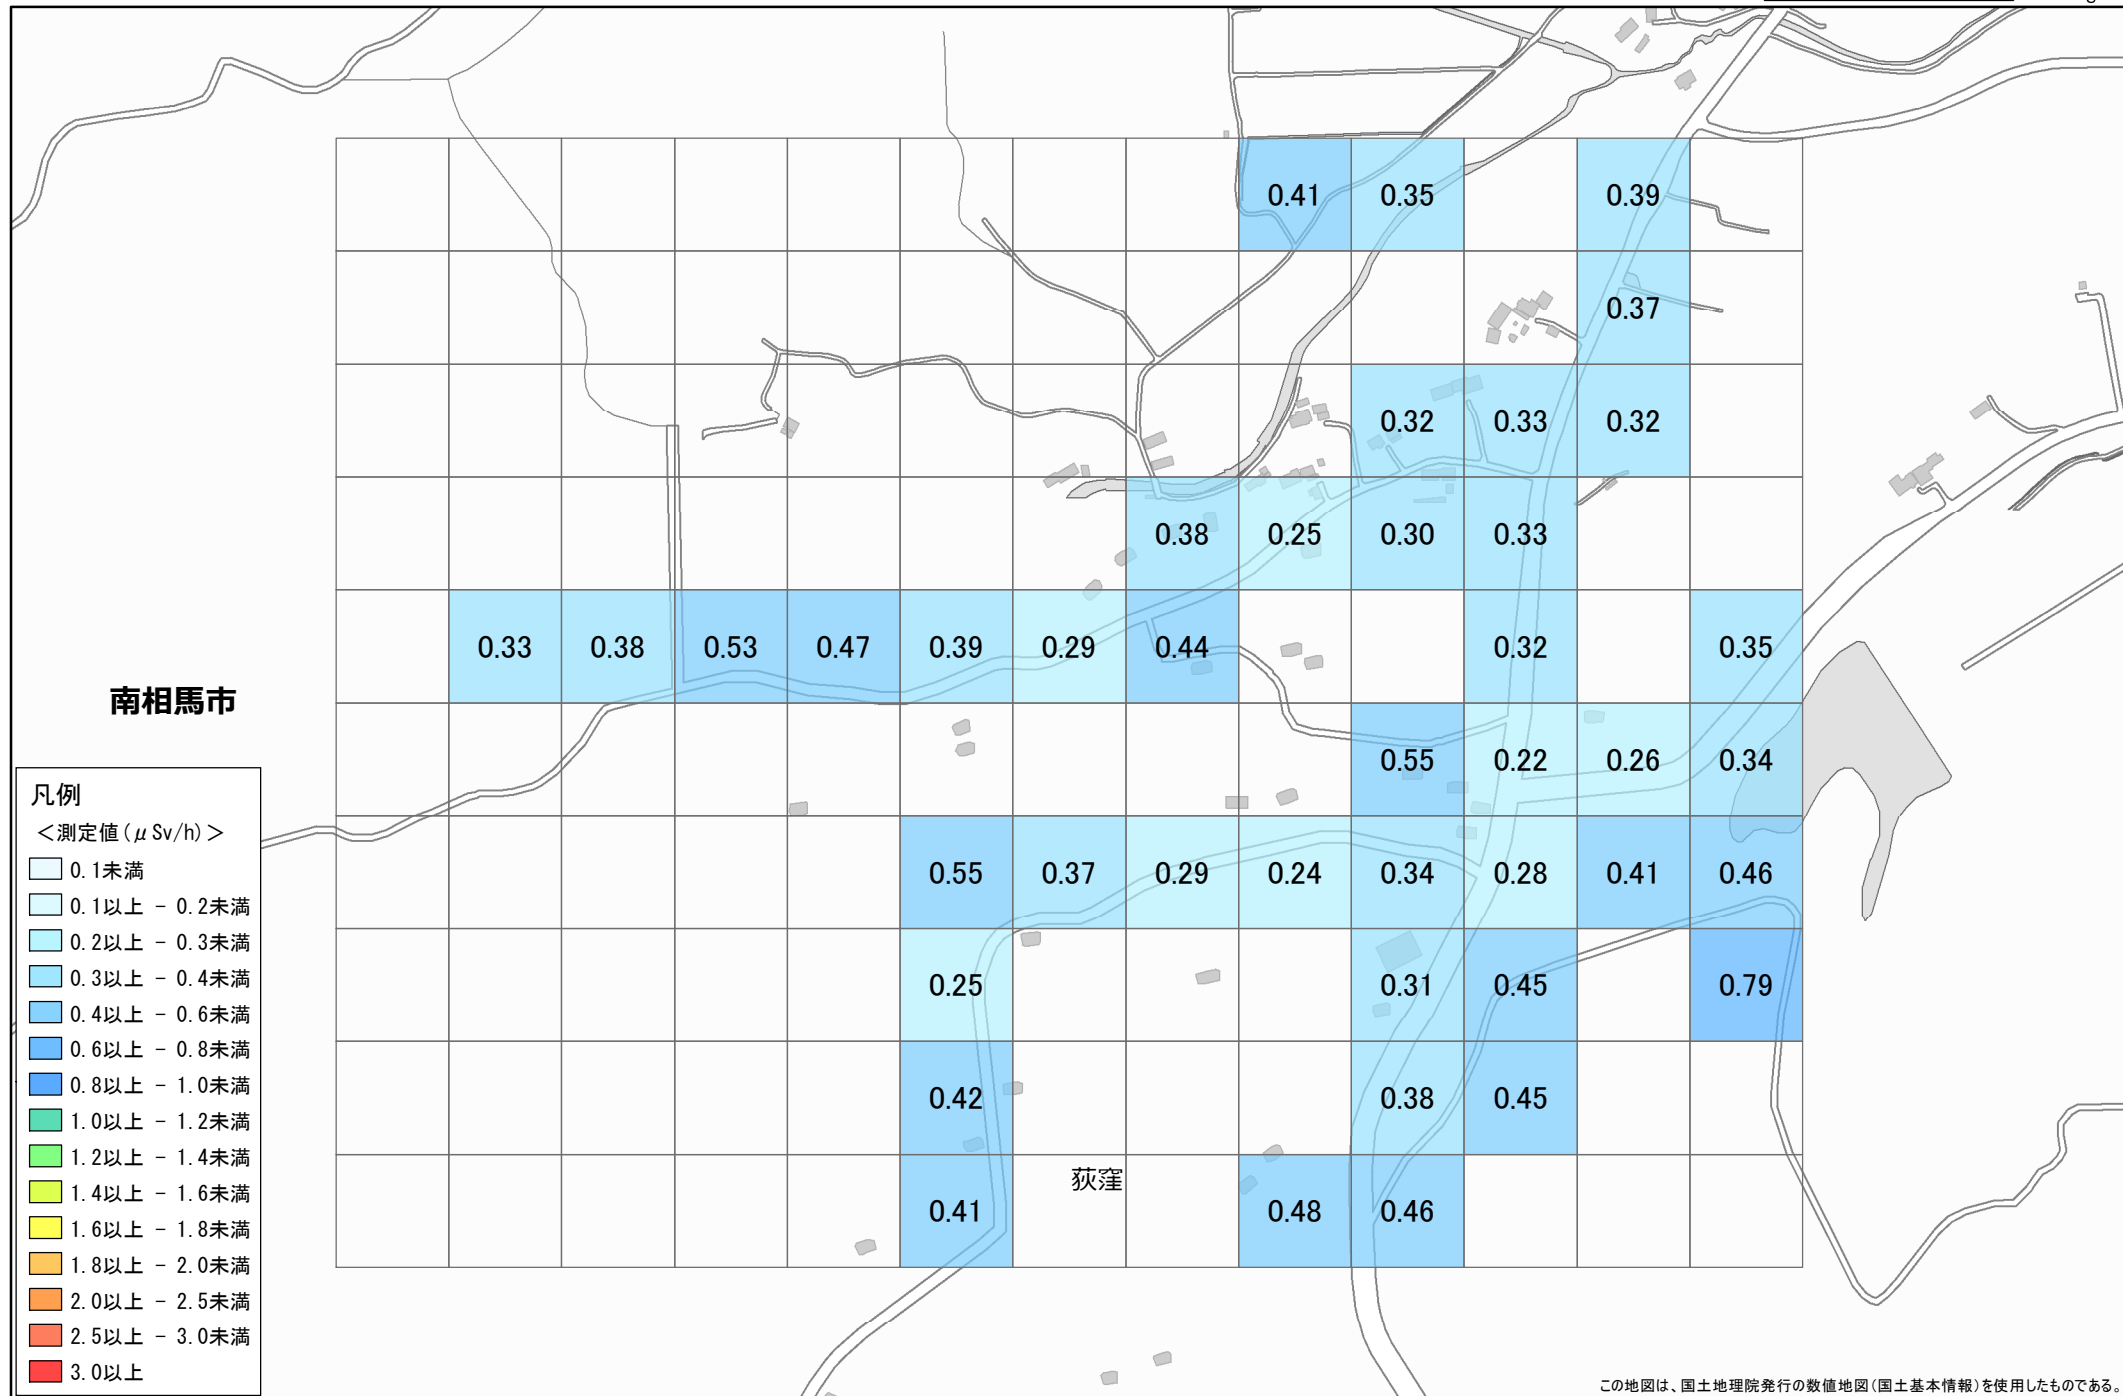 0.41 0.35 0.39
0.37
0.32 0.33 0.32
0.38 0.25 0.30 0.33
0.33 0.38 0.53 0.47 0.39 0.29 0.44 0.32 0.35
南相馬市
0.55 0.22 0.26 0.34
0.55 0.37 0.29 0.24 0.34 0.28 0.41 0.46
0.25 0.31 0.45 0.79
0.42 0.38 0.45
荻窪
0.41 0.48 0.46
凡例
＜測定値(μSv/h)＞
0.1未満
0.1以上 － 0.2未満
0.2以上 － 0.3未満
0.3以上 － 0.4未満
0.4以上 － 0.6未満
0.6以上 － 0.8未満
0.8以上 － 1.0未満
1.0以上 － 1.2未満
1.2以上 － 1.4未満
1.4以上 － 1.6未満
1.6以上 － 1.8未満
1.8以上 － 2.0未満
2.0以上 － 2.5未満
2.5以上 － 3.0未満
3.0以上
この地図は、国土地理院発行の数値地図(国土基本情報)を使用したものである。